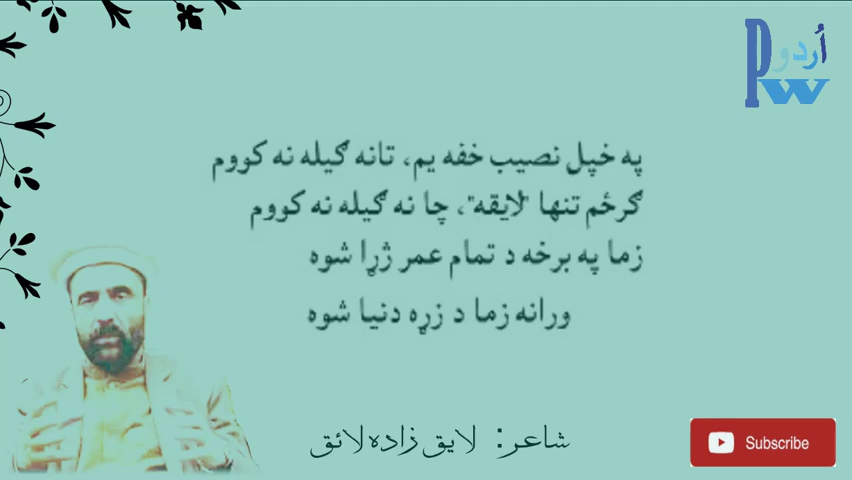 اُردو
PW
په خپل نصیب خفه یم، تانه ګیله نه کووم
ګرځم تنها "لایقه"، چا نه ګیله نه کووم
زما په برخه د تمام عمر ژړا شوه
ورانه زما د زړه دنیا شوه
شاعر: لایق زاده لائق
Subscribe